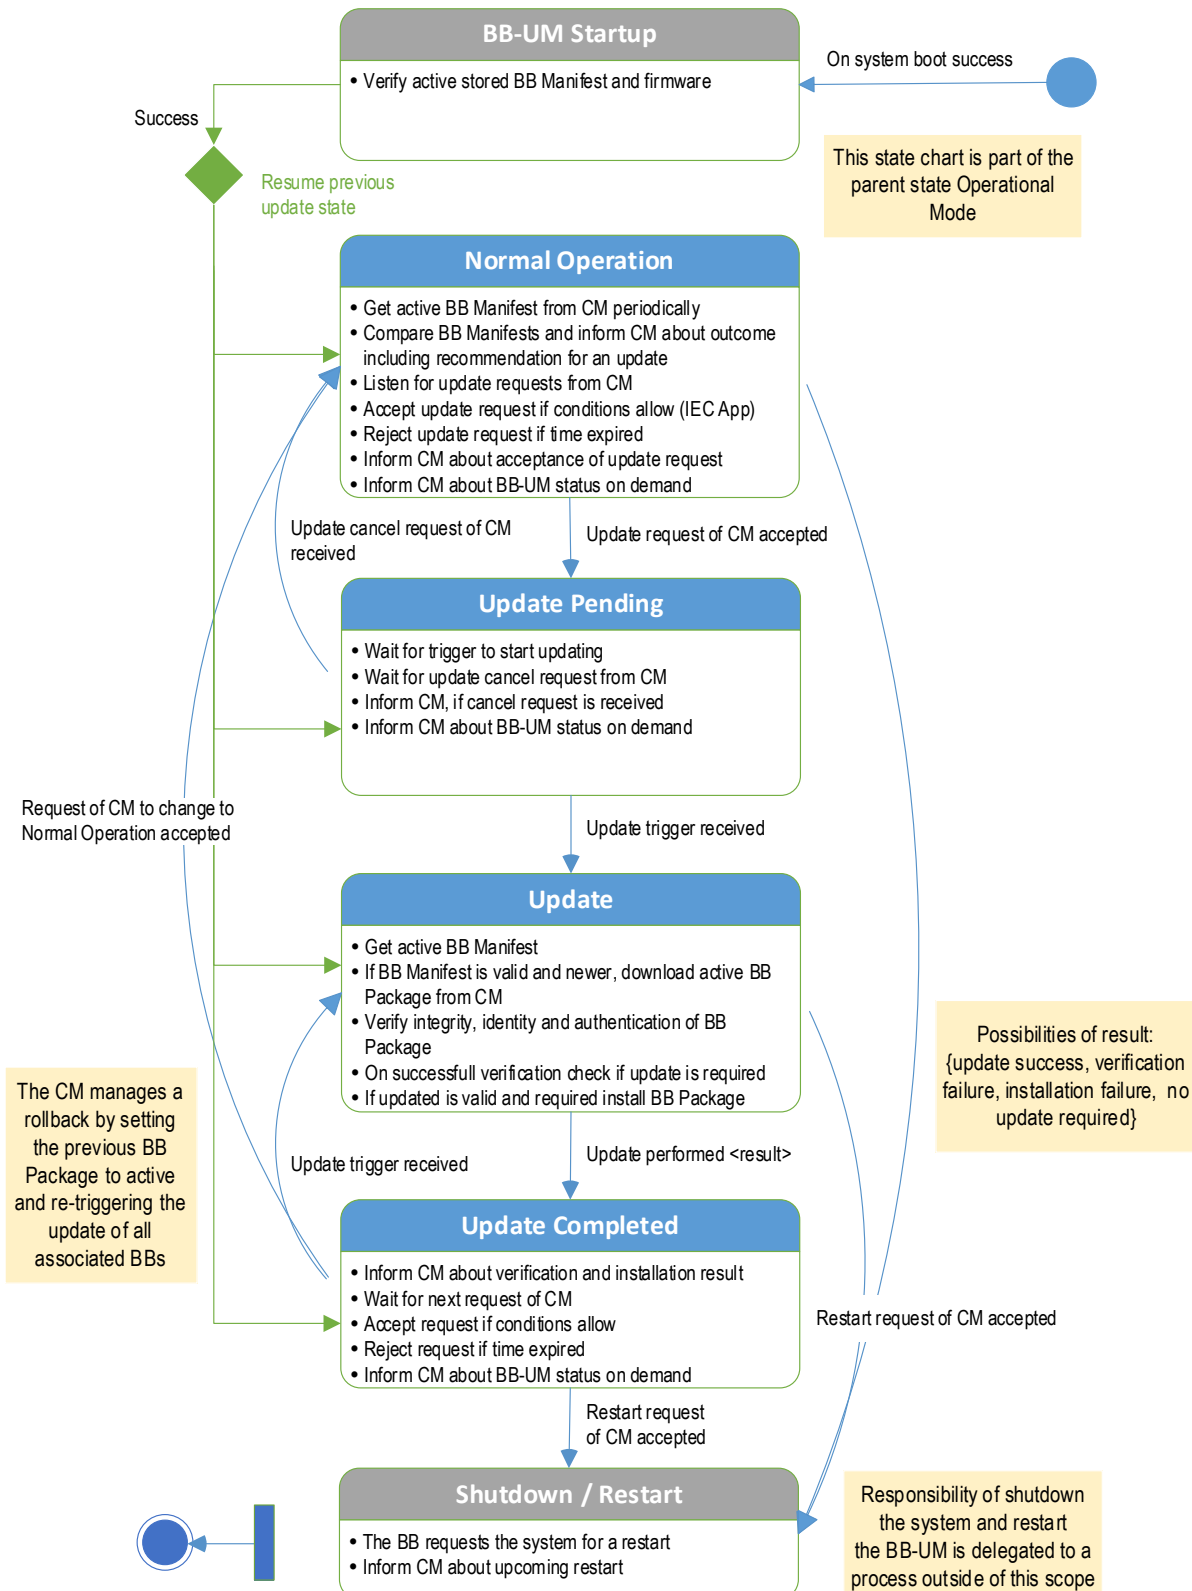 BB-UM Startup
• Verify active stored BB Manifest and firmware
On system boot success
Success
This state chart is part of the
parent state Operational
Mode
Resume previous
update state
Normal Operation
• Get active BB Manifest from CM periodically
• Compare BB Manifests and inform CM about outcome
including recommendation for an update
• Listen for update requests from CM
• Accept update request if conditions allow (IEC App)
• Reject update request if time expired
• Inform CM about acceptance of update request
• Inform CM about BB-UM status on demand
Update cancel request of CM
received
Update request of CM accepted
Update Pending
• Wait for trigger to start updating
• Wait for update cancel request from CM
• Inform CM, if cancel request is received
• Inform CM about BB-UM status on demand
Request of CM to change to
Normal Operation accepted
Update trigger received
Update
• Get active BB Manifest
• If BB Manifest is valid and newer, download active BB
Package from CM
• Verify integrity, identity and authentication of BB
Package
• On successfull verification check if update is required
• If updated is valid and required install BB Package
Possibilities of result:
{update success, verification
failure, installation failure, no
update required}
The CM manages a
rollback by setting
the previous BB
Package to active
and re-triggering the
update of all
associated BBs
Update trigger received
Update performed <result>
Update Completed
• Inform CM about verification and installation result
• Wait for next request of CM
• Accept request if conditions allow
• Reject request if time expired
• Inform CM about BB-UM status on demand
Restart request of CM accepted
Restart request
of CM accepted
Shutdown / Restart
• The BB requests the system for a restart
• Inform CM about upcoming restart
Responsibility of shutdown
the system and restart
the BB-UM is delegated to a
process outside of this scope